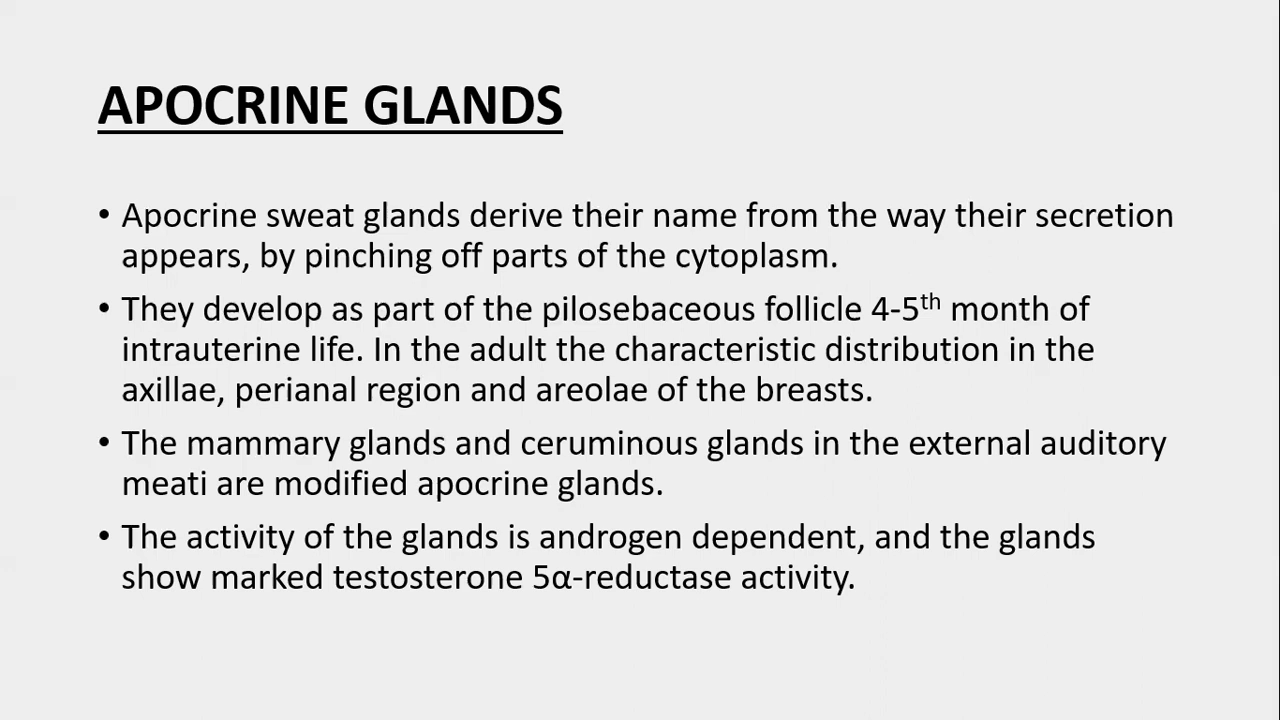 APOCRINE GLANDS
• Apocrine sweat glands derive their name from the way their secretion
appears, by pinching off parts of the cytoplasm.
• They develop as part of the pilosebaceous follicle 4-5th month of
intrauterine life. In the adult the characteristic distribution in the
axillae, perianal region and areolae of the breasts.
• The mammary glands and ceruminous glands in the external auditory
meati are modified apocrine glands.
• The activity of the glands is androgen dependent, and the glands
show marked testosterone 5α-reductase activity.